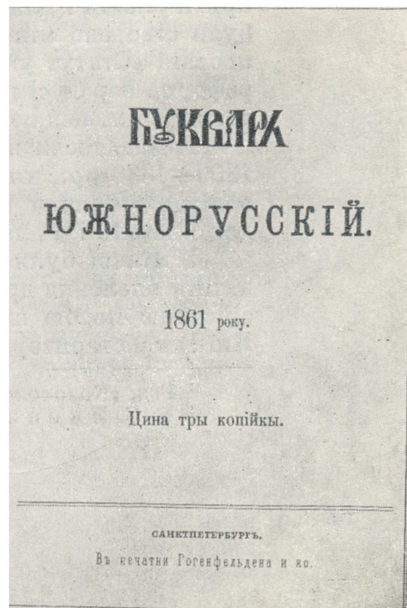 БУКВАРЬ
ЮЖНОРУССКІЙ.
1861 року.
Цина тры копійкы.
САНКТПЕТЕРБУРГЪ.
Въ печатни Гогенфельдена и ко.